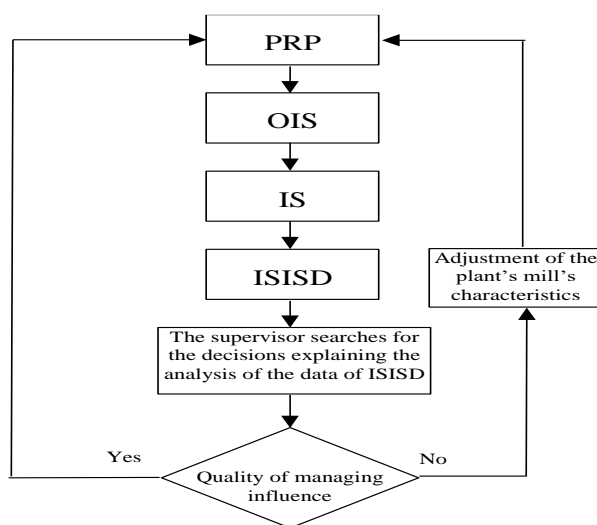 PRP
OIS
IS
ISISD
Adjustment of the
plant's mill's
characteristics
The supervisor searches for
the decisions explaining the
analysis of the data of ISISD
Yes
No
Quality of managing
influence